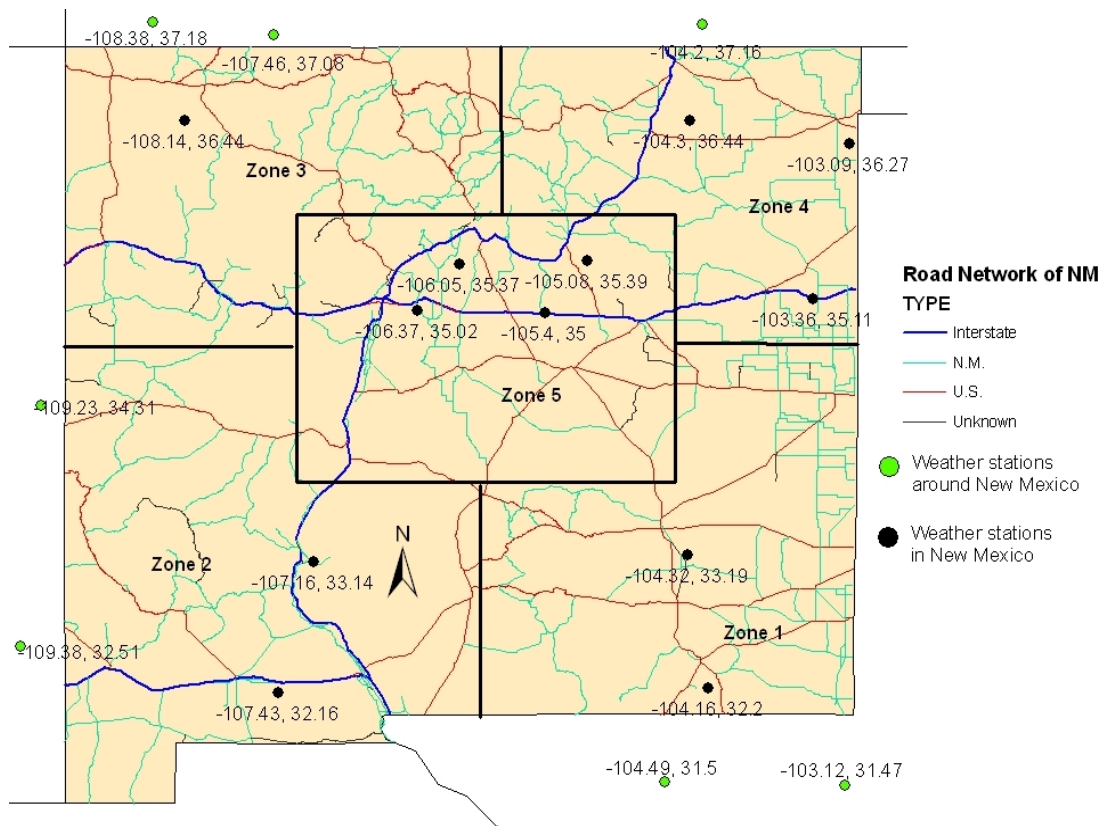 -108.38, 37.18
-107.46, 37.08
-104.2, 37.16
-108.14, 36.44
-104.3, 36.44
-103.09, 36.27
Zone 3
Zone 4
-106.05, 35.37
-105.08, 35.39
-103.36, 35.11
-106.37, 35.02
-105.4, 35
Zone 5
-109.23, 34.31
N
Zone 2
-107.16, 33.14
-104.32, 33.19
Zone 1
-109.38, 32.51
-107.43, 32.16
-104.16, 32.2
-104.49, 31.5
-103.12, 31.47
Road Network of NM
TYPE
Interstate
N.M.
U.S.
Unknown
Weather stations
around New Mexico
Weather stations
in New Mexico